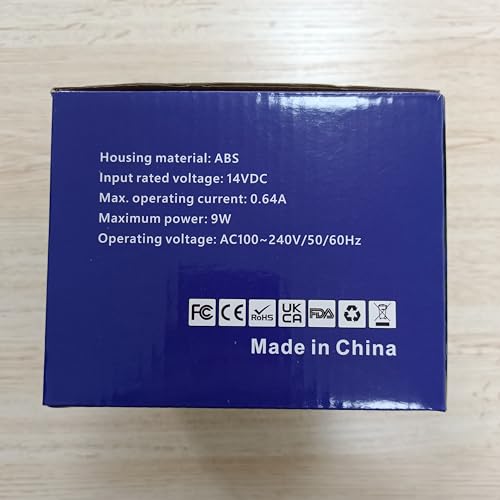 Housing material: ABS
Input rated voltage: 14VDC
Max. operating current: 0.64A
Maximum power: 9W
Operating voltage: AC100~240V/50/60Hz
FC CE RoHS UK CA FDA
Made in China